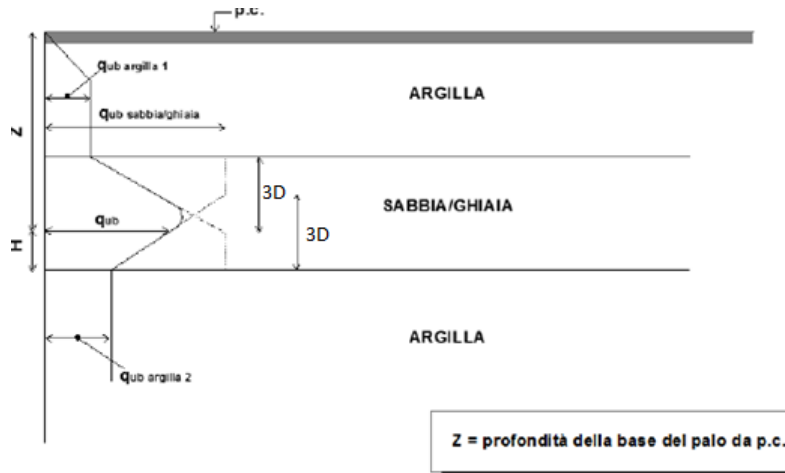 p.c.
qub argilla 1
ARGILLA
qub sabbia/ghiaia
Z
3D
SABBIA/GHIAIA
qub
3D
H
ARGILLA
qub argilla 2
Z = profondità della base del palo da p.c.